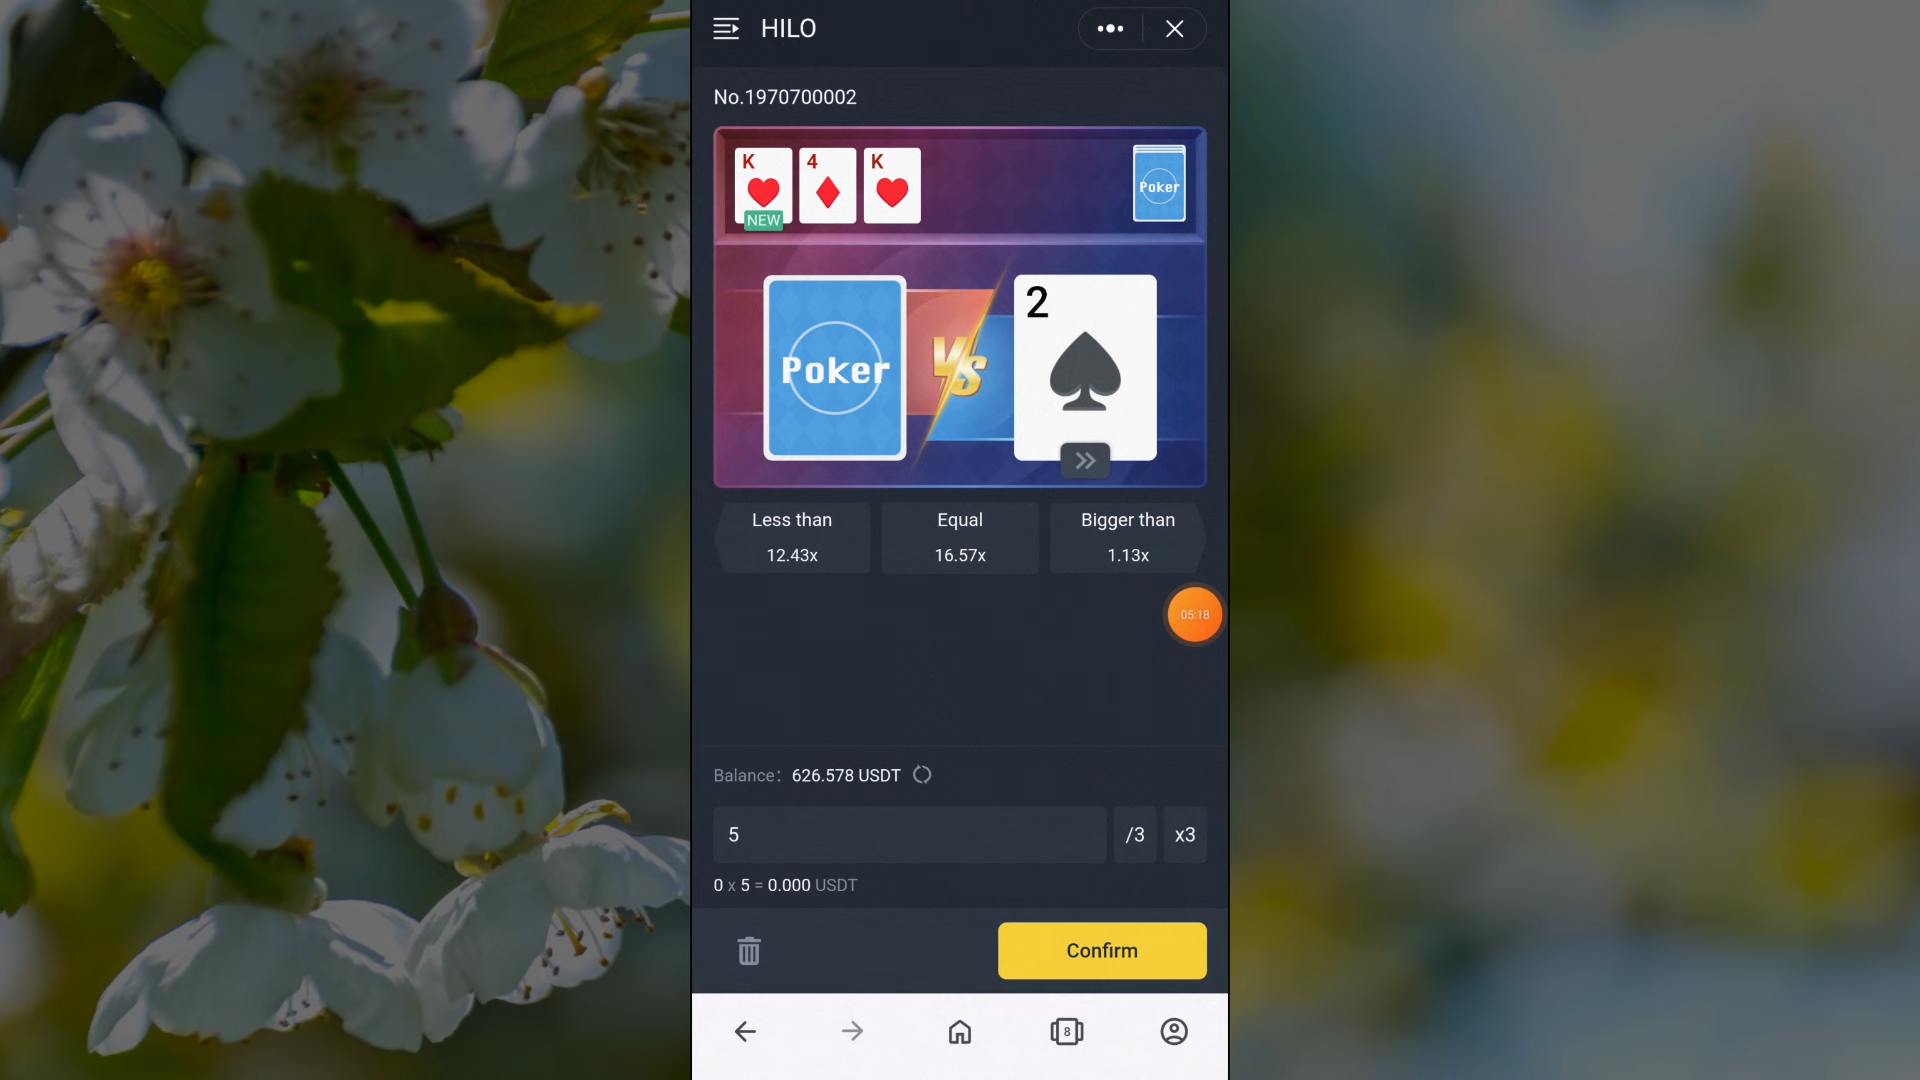 HILO
No.1970700002
K 4 K
NEW
Poker
Poker
VS
2
Less than Equal Bigger than
12.43x 16.57x 1.13x
05:18
Balance: 626.578 USDT
5 /3 x3
0 x 5 = 0.000 USDT
Confirm
8